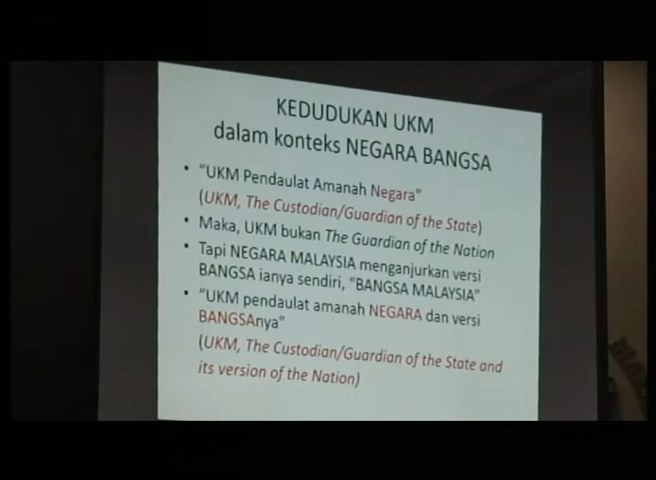 KEDUDUKAN UKM
dalam konteks NEGARA BANGSA
• "UKM Pendaulat Amanah Negara"
(UKM, The Custodian/Guardian of the State)
• Maka, UKM bukan The Guardian of the Nation
• Tapi NEGARA MALAYSIA menganjurkan versi
BANGSA ianya sendiri, "BANGSA MALAYSIA"
• "UKM pendaulat amanah NEGARA dan versi
BANGSAnya"
(UKM, The Custodian/Guardian of the State and
its version of the Nation)